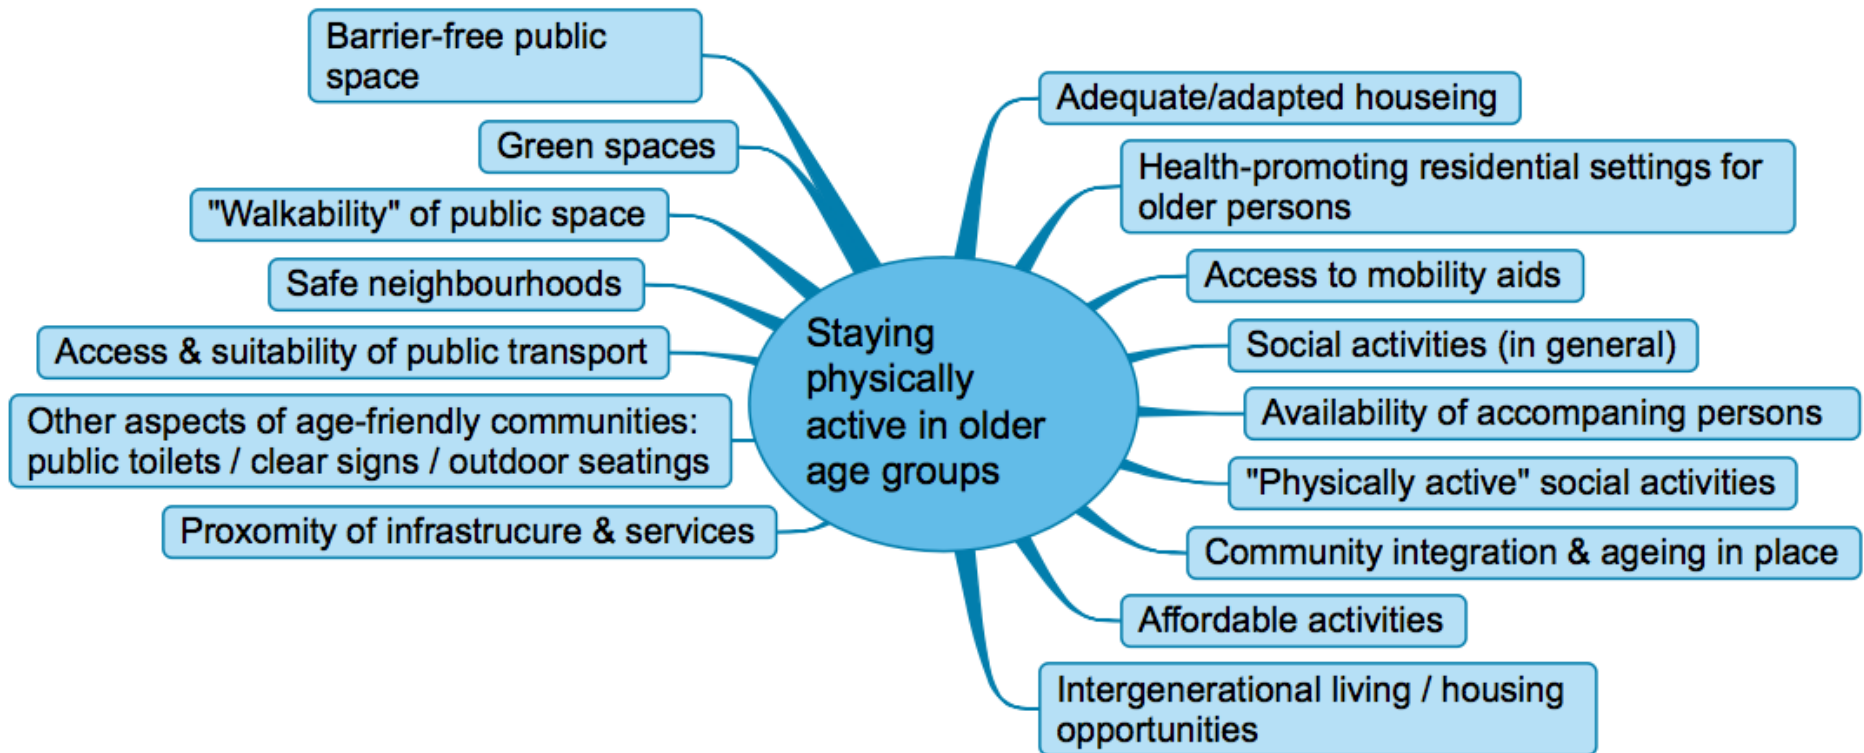 Barrier-free public
space
Green spaces
"Walkability" of public space
Safe neighbourhoods
Access & suitability of public transport
Other aspects of age-friendly communities:
public toilets / clear signs / outdoor seatings
Proxomity of infrastrucure & services
Staying
physically
active in older
age groups
Adequate/adapted houseing
Health-promoting residential settings for
older persons
Access to mobility aids
Social activities (in general)
Availability of accompaning persons
"Physically active" social activities
Community integration & ageing in place
Affordable activities
Intergenerational living / housing
opportunities